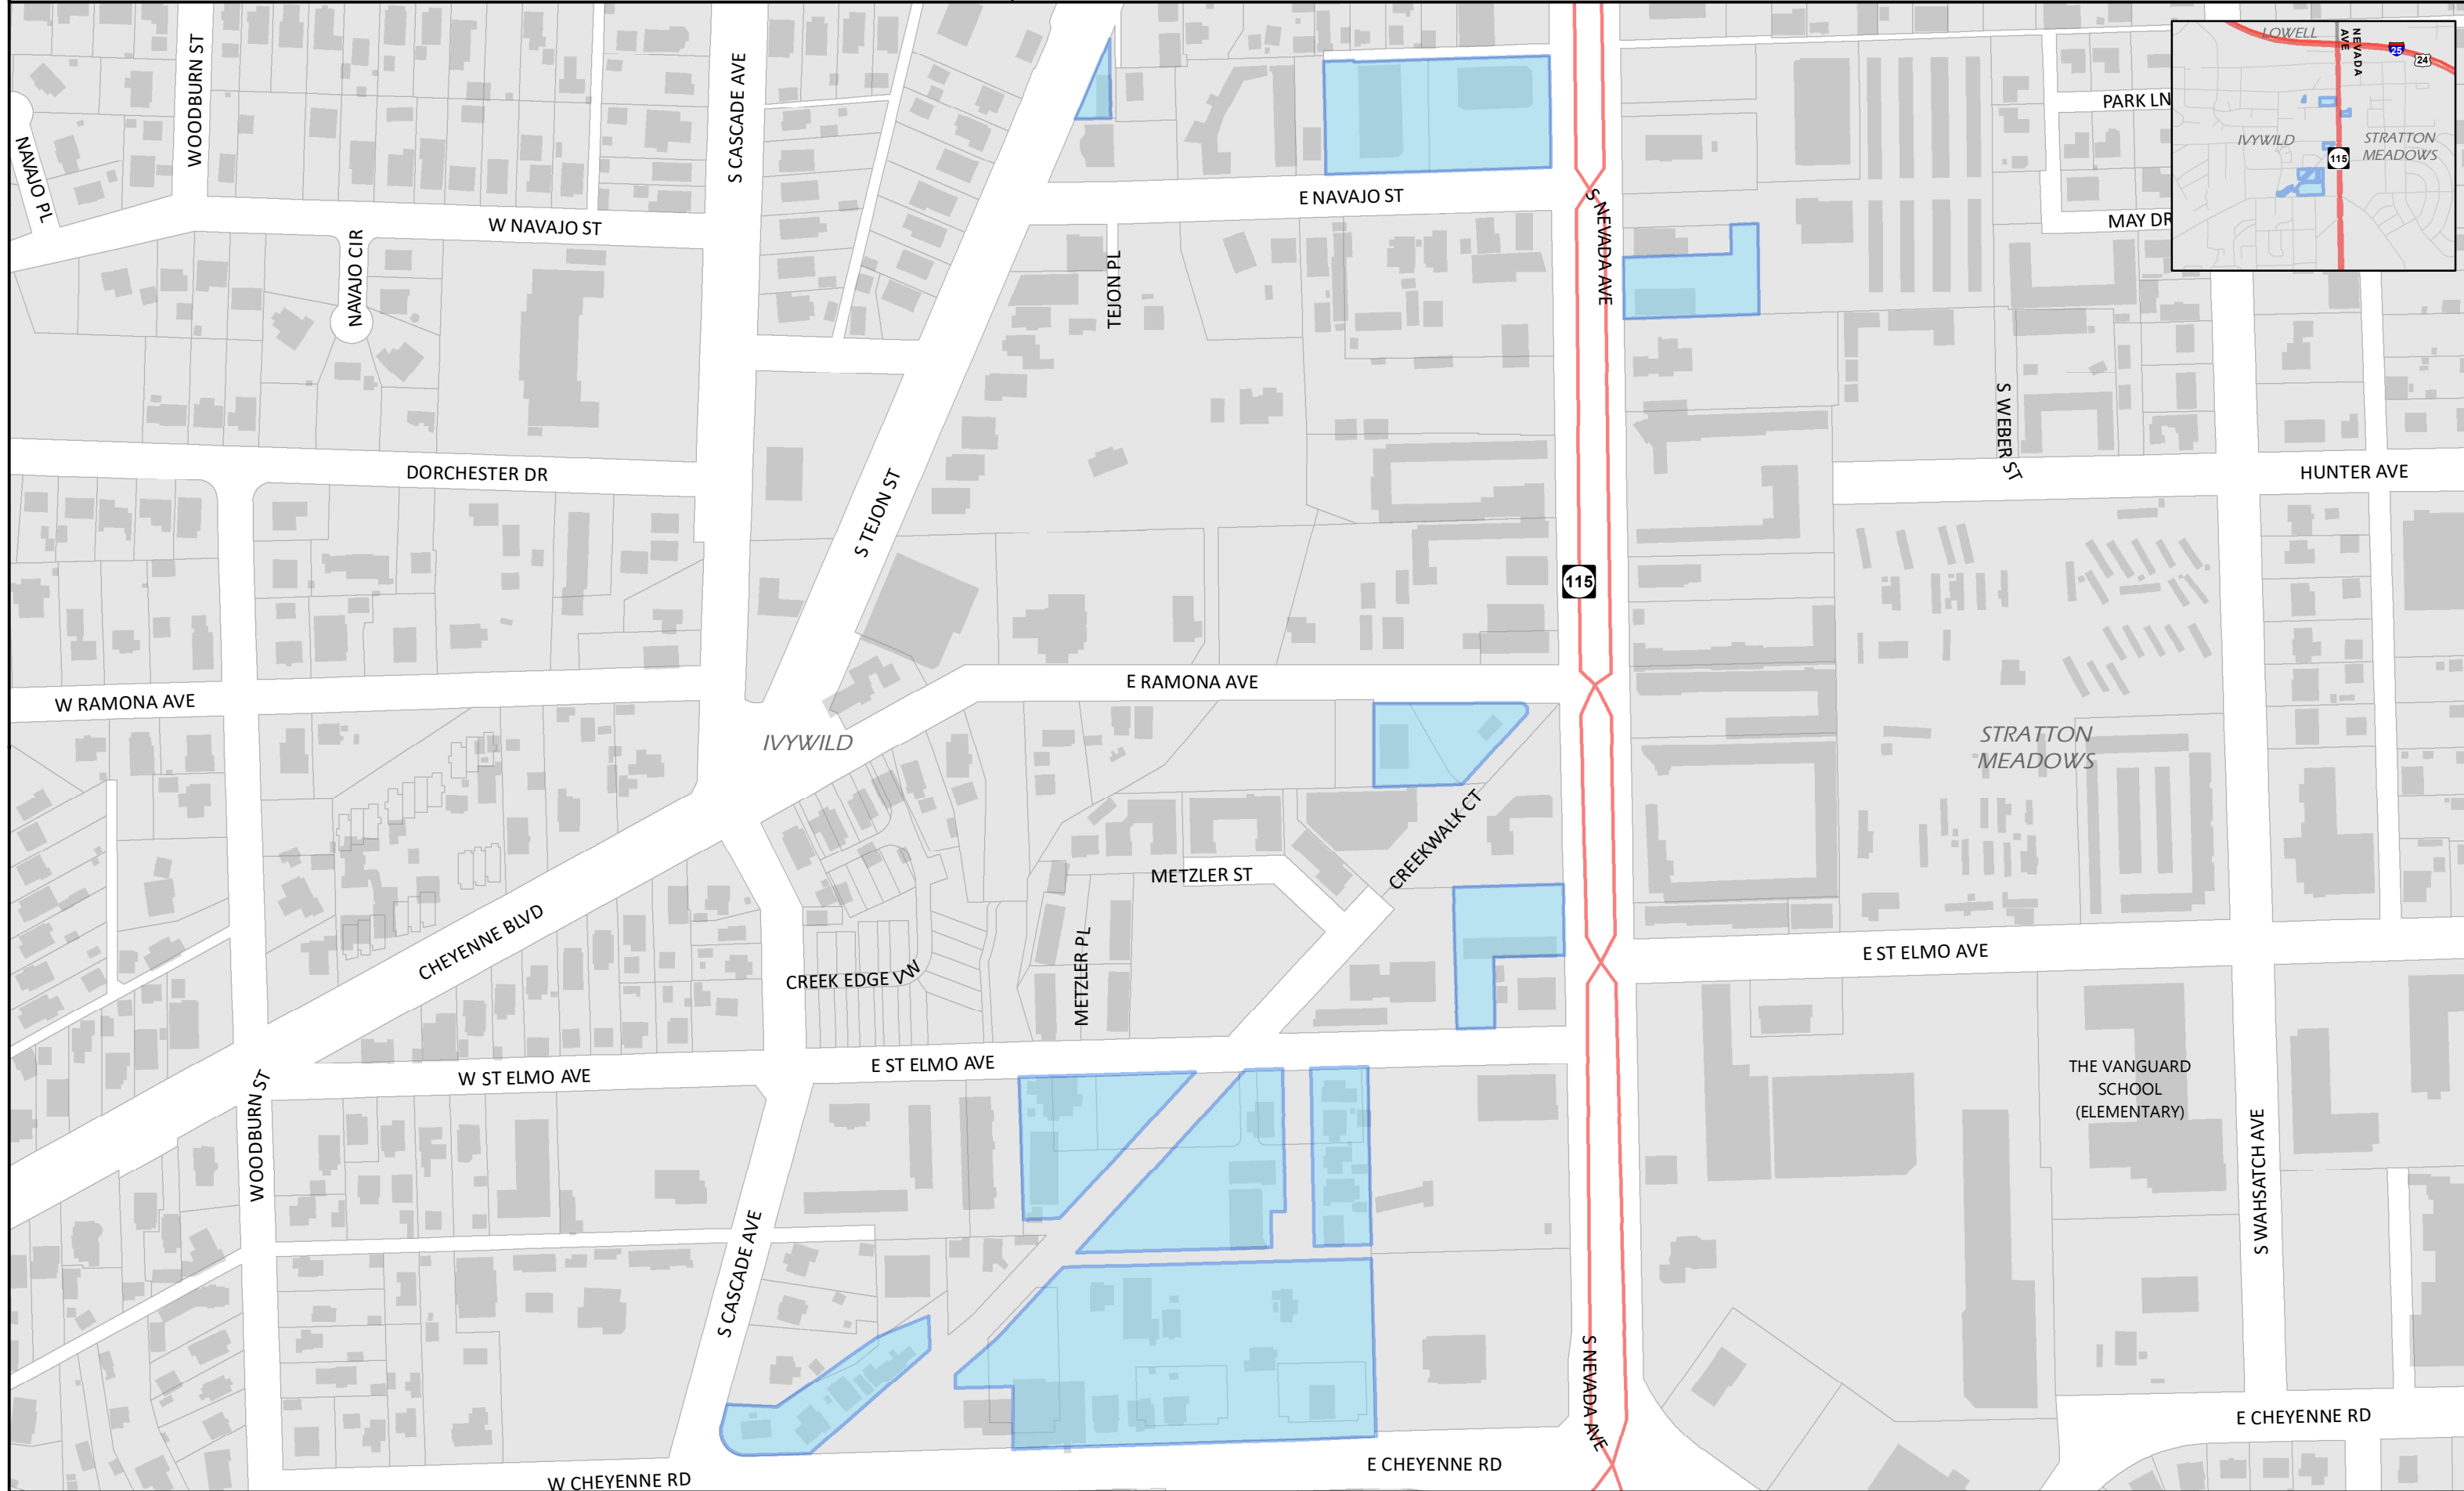 WOODBURN ST
S CASCADE AVE
NAVAJO PL
W NAVAJO ST
NAVAJO CIR
E NAVAJO ST
TEJON PL
S NEVADA AVE
PARK LN
MAY DR
LOWELL
NEVADA
AVE
25
24
IVYWILD
STRATTON
MEADOWS
115
DORCHESTER DR
S TEJON ST
S WEBER ST
HUNTER AVE
115
W RAMONA AVE
E RAMONA AVE
IVYWILD
STRATTON
MEADOWS
CREEKWALK CT
METZLER ST
CHEYENNE BLVD
CREEK EDGE VW
METZLER PL
E ST ELMO AVE
E ST ELMO AVE
W ST ELMO AVE
WOODBURN ST
THE VANGUARD
SCHOOL
(ELEMENTARY)
S WAHSATCH AVE
S CASCADE AVE
S NEVADA AVE
E CHEYENNE RD
E CHEYENNE RD
W CHEYENNE RD